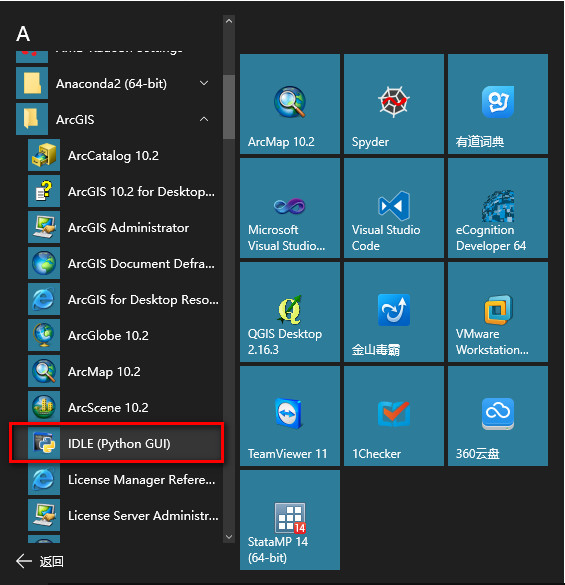 A
Anaconda2 (64-bit)
ArcGIS
ArcCatalog 10.2
ArcGIS 10.2 for Desktop...
ArcGIS Administrator
ArcGIS Document Defra...
ArcGIS for Desktop Reso...
ArcGlobe 10.2
ArcMap 10.2
ArcScene 10.2
IDLE (Python GUI)
License Manager Refere...
License Server Administr...
返回
ArcMap 10.2
Spyder
有道词典
Microsoft
Visual Studio...
Visual Studio
Code
eCognition
Developer 64
QGIS Desktop
2.16.3
金山毒霸
VMware
Workstation...
TeamViewer 11
1Checker
360云盘
14
StataMP 14
(64-bit)